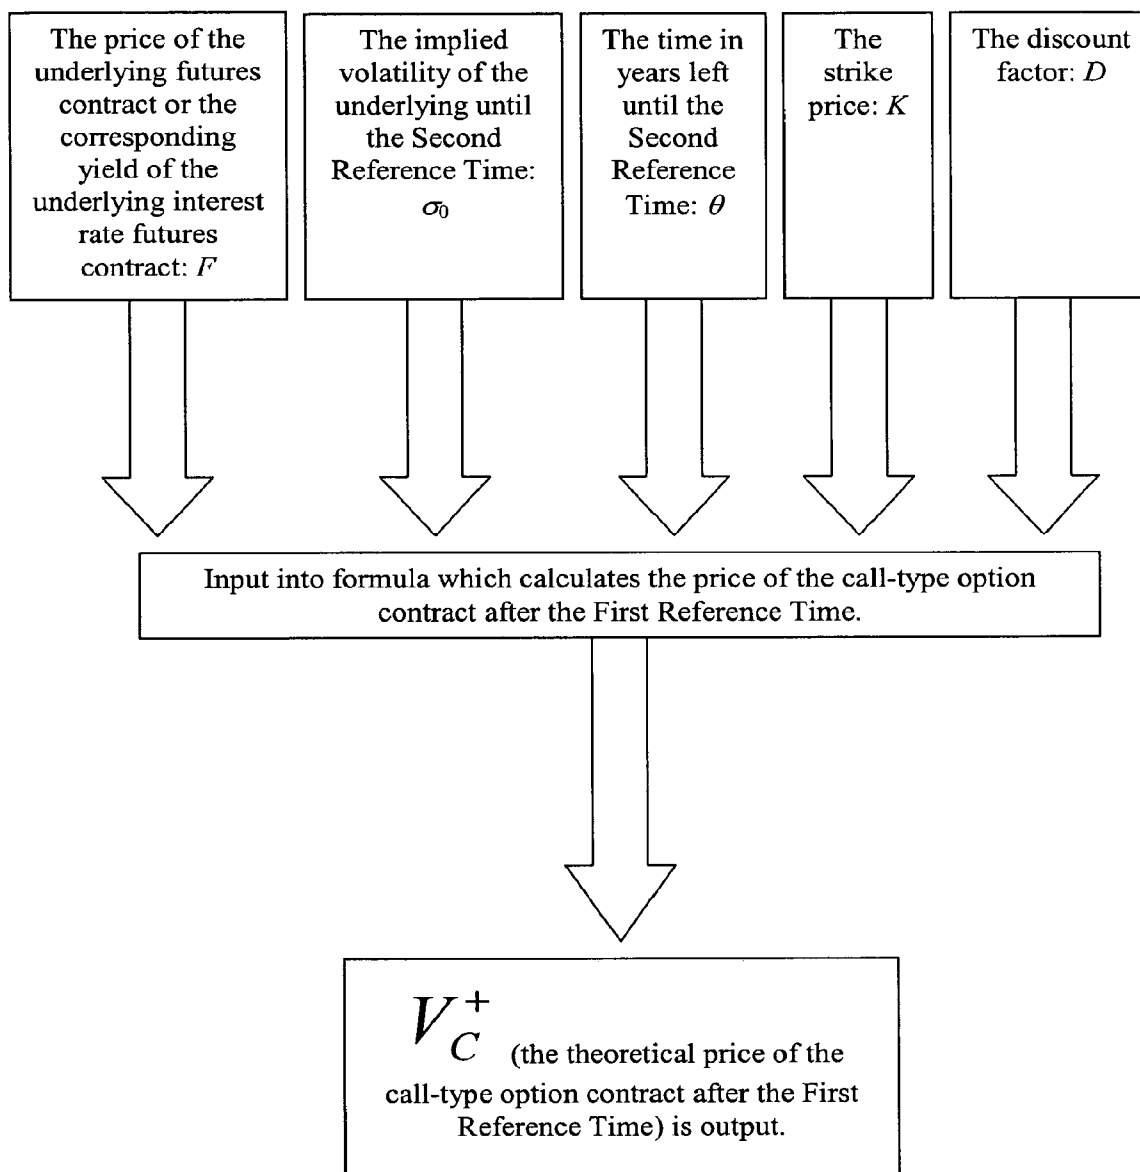 The price of the
underlying futures
contract or the
corresponding
yield of the
underlying interest
rate futures
contract: F
The implied
volatility of the
underlying until
the Second
Reference Time:
σ₀
The time in
years left
until the
Second
Reference
Time: θ
The
strike
price: K
The discount
factor: D
Input into formula which calculates the price of the call-type option
contract after the First Reference Time.
V_C^+ (the theoretical price of the
call-type option contract after the First
Reference Time) is output.